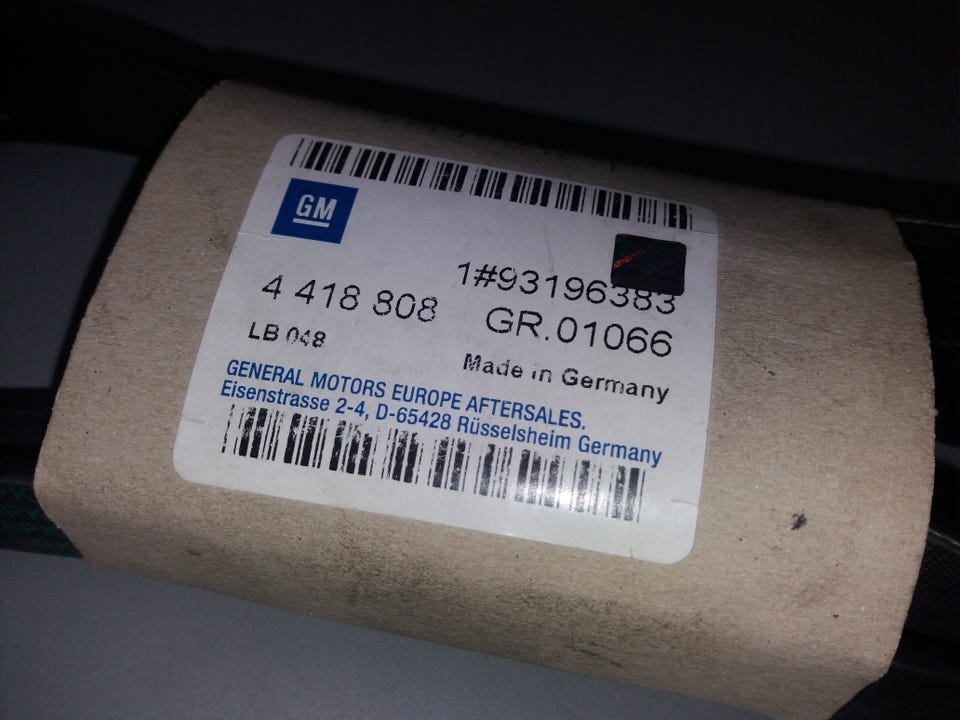 GM
1#93196383
4 418 808
GR.01066
LB 048
Made in Germany
GENERAL MOTORS EUROPE AFTERSALES.
Eisenstrasse 2-4, D-65428 Rüsselsheim Germany